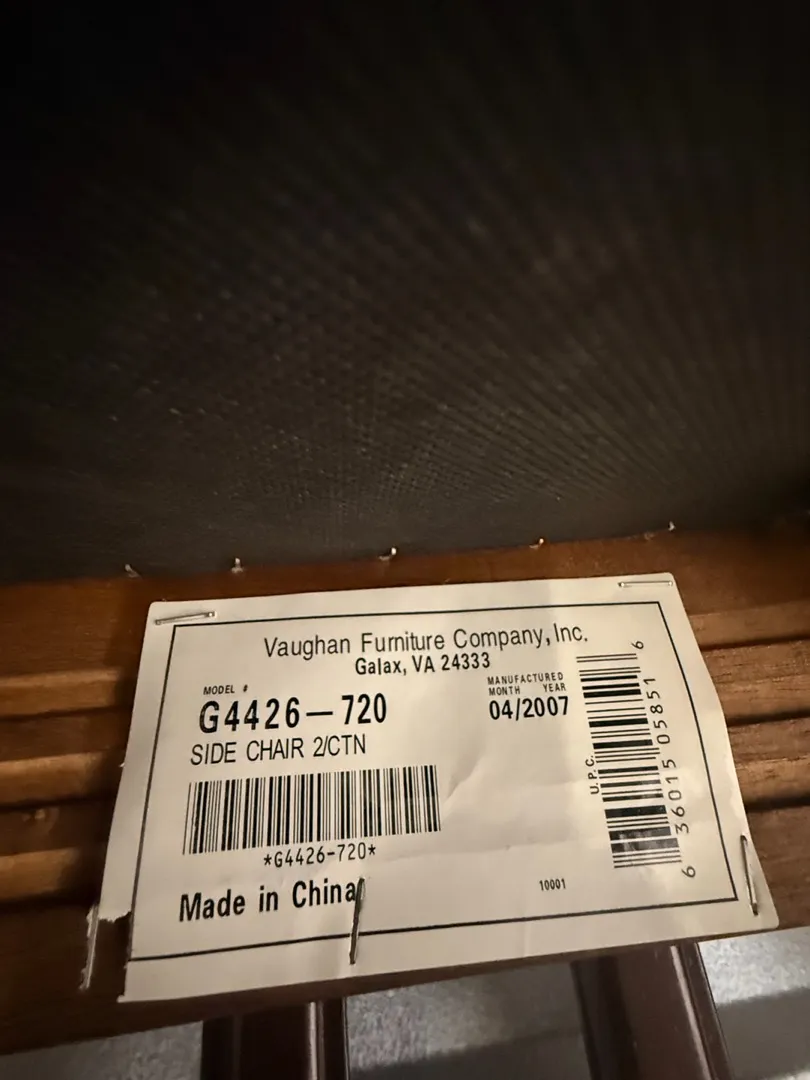 Vaughan Furniture Company, Inc.
Galax, VA 24333
MODEL #
G4426-720
SIDE CHAIR 2/CTN
MANUFACTURED
MONTH YEAR
04/2007
*G4426-720*
Made in China
10001
U.P.C.
6 36015 05851 6